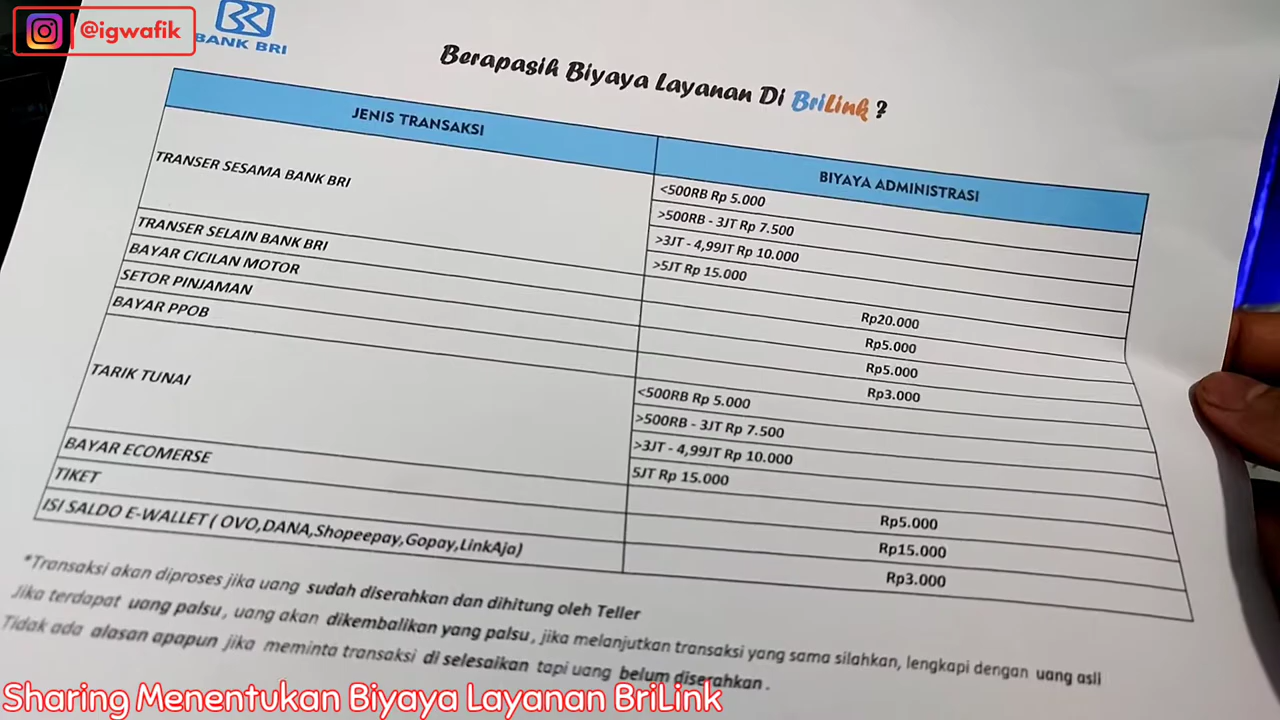 @igwafik
BANK BRI
Berapasih Biyaya Layanan Di BriLink ?
JENIS TRANSAKSI
BIYAYA ADMINISTRASI
TRANSER SESAMA BANK BRI
<500RB Rp 5.000
>500RB - 3JT Rp 7.500
>3JT - 4,99JT Rp 10.000
>5JT Rp 15.000
TRANSER SELAIN BANK BRI
Rp20.000
BAYAR CICILAN MOTOR
Rp5.000
SETOR PINJAMAN
Rp5.000
BAYAR PPOB
Rp3.000
TARIK TUNAI
<500RB Rp 5.000
>500RB - 3JT Rp 7.500
>3JT - 4,99JT Rp 10.000
5JT Rp 15.000
BAYAR ECOMERSE
Rp5.000
TIKET
Rp15.000
ISI SALDO E-WALLET ( OVO,DANA,Shopeepay,Gopay,LinkAja)
Rp3.000
*Transaksi akan diproses jika uang sudah diserahkan dan dihitung oleh Teller
Jika terdapat uang palsu, uang akan dikembalikan yang palsu, jika melanjutkan transaksi yang sama silahkan, lengkapi dengan uang asli
Tidak ada alasan apapun jika meminta transaksi di selesaikan tapi uang belum diserahkan.
Sharing Menentukan Biyaya Layanan BriLink